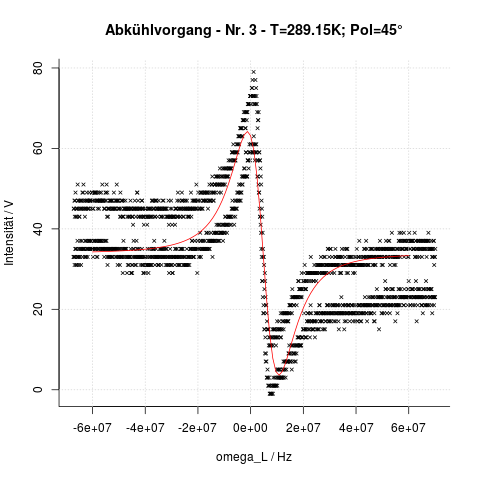 Abkühlvorgang - Nr. 3 - T=289.15K; Pol=45°
Intensität / V
80
60
40
20
0
-6e+07 -4e+07 -2e+07 0e+00 2e+07 4e+07 6e+07
omega_L / Hz